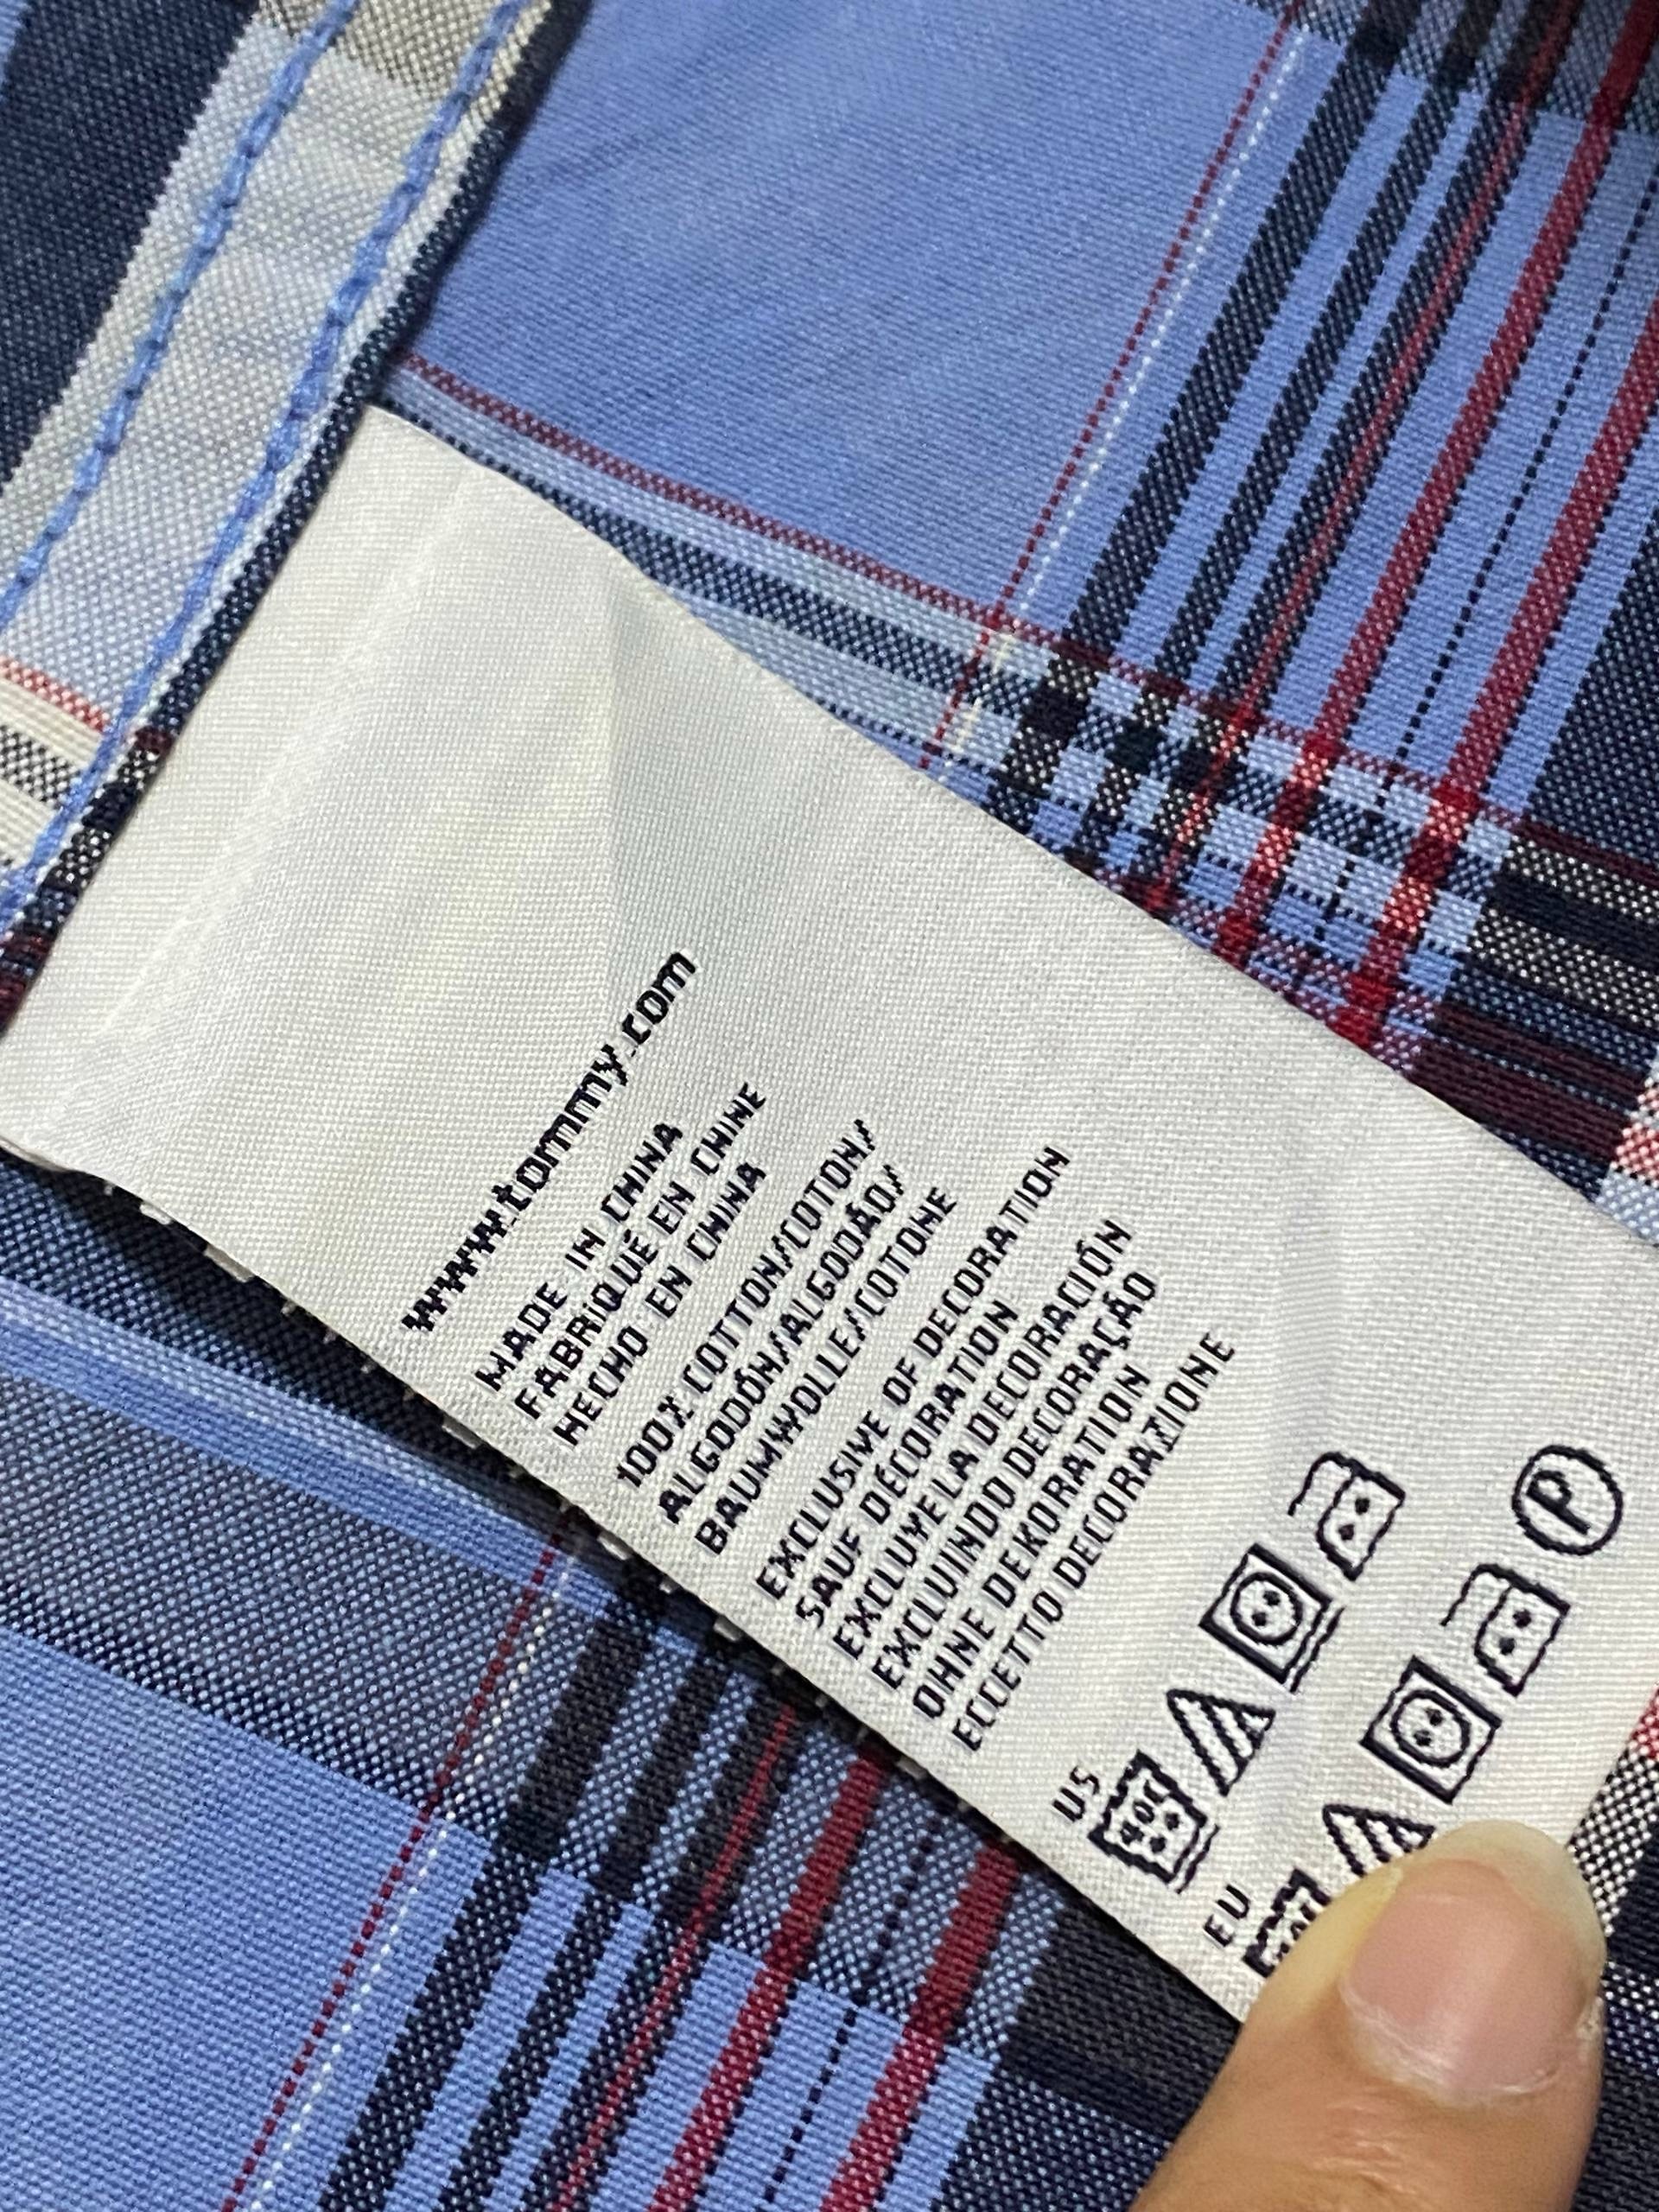 www.tommy.com
MADE IN CHINA
FABRIQUÉ EN CHINE
HECHO EN CHINA
100% COTTON/COTON/
ALGODÓN/ALGODÃO/
BAUMWOLLE/COTONE
EXCLUSIVE OF DECORATION
SAUF DÉCORATION
EXCLUYE LA DECORACIÓN
EXCLUINDO DECORAÇÃO
OHNE DEKORATION
ECCETTO DECORAZIONE
US
40C
EU
P